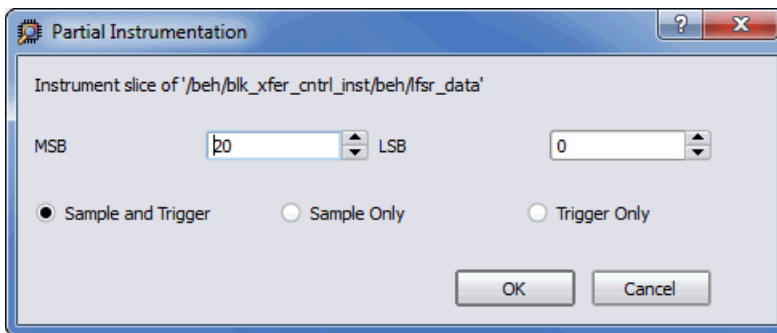 Partial Instrumentation
Instrument slice of '/beh/blk_xfer_cntrl_inst/beh/lfsr_data'
MSB 20 LSB 0
Sample and Trigger Sample Only Trigger Only
OK Cancel